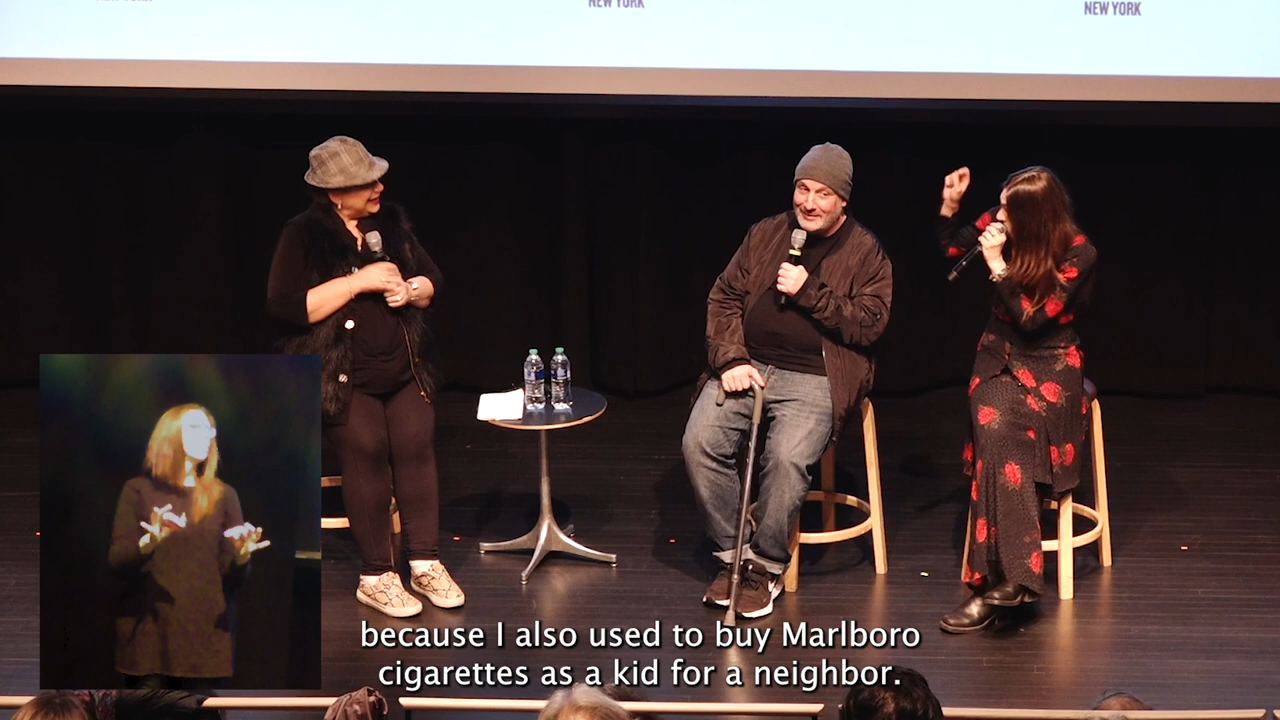 NEW YORK
NEW YORK
because I also used to buy Marlboro
cigarettes as a kid for a neighbor.